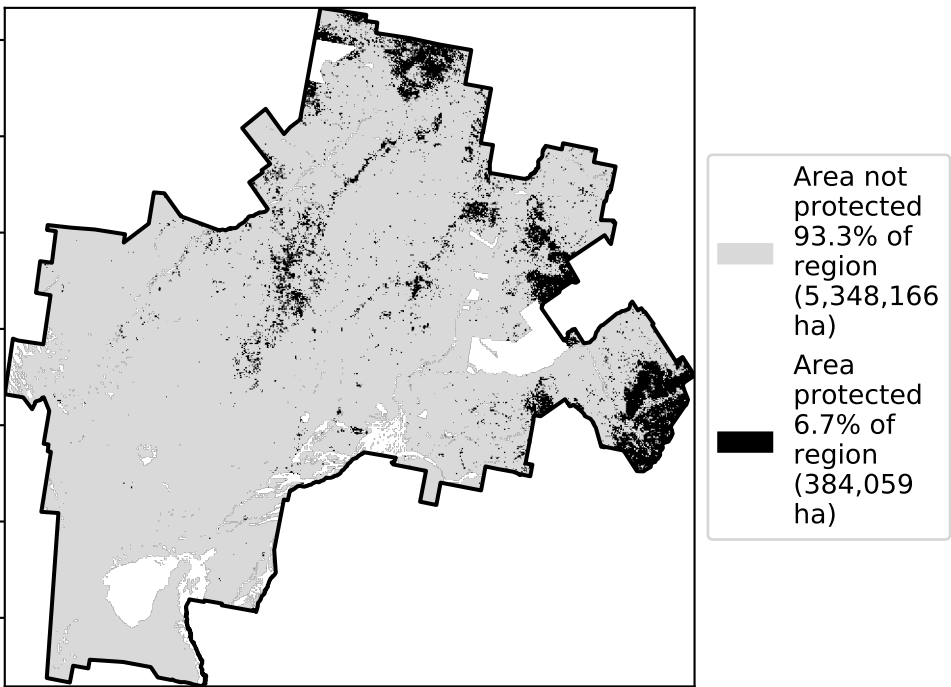 Area not
protected
93.3% of
region
(5,348,166
ha)
Area
protected
6.7% of
region
(384,059
ha)